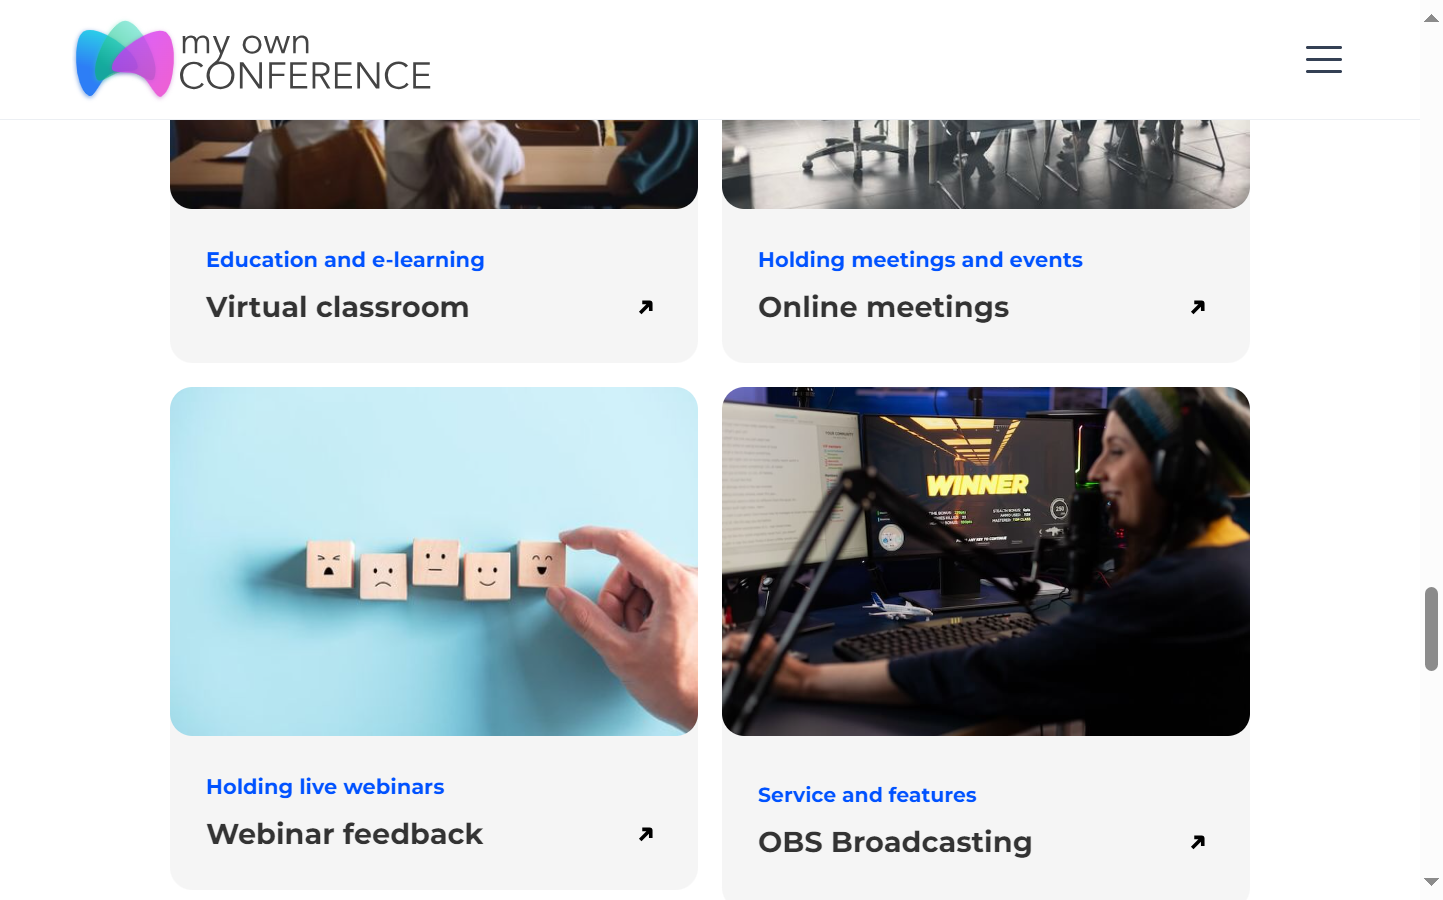 my own
CONFERENCE
Education and e-learning
Virtual classroom
Holding meetings and events
Online meetings
WINNER
Holding live webinars
Webinar feedback
Service and features
OBS Broadcasting